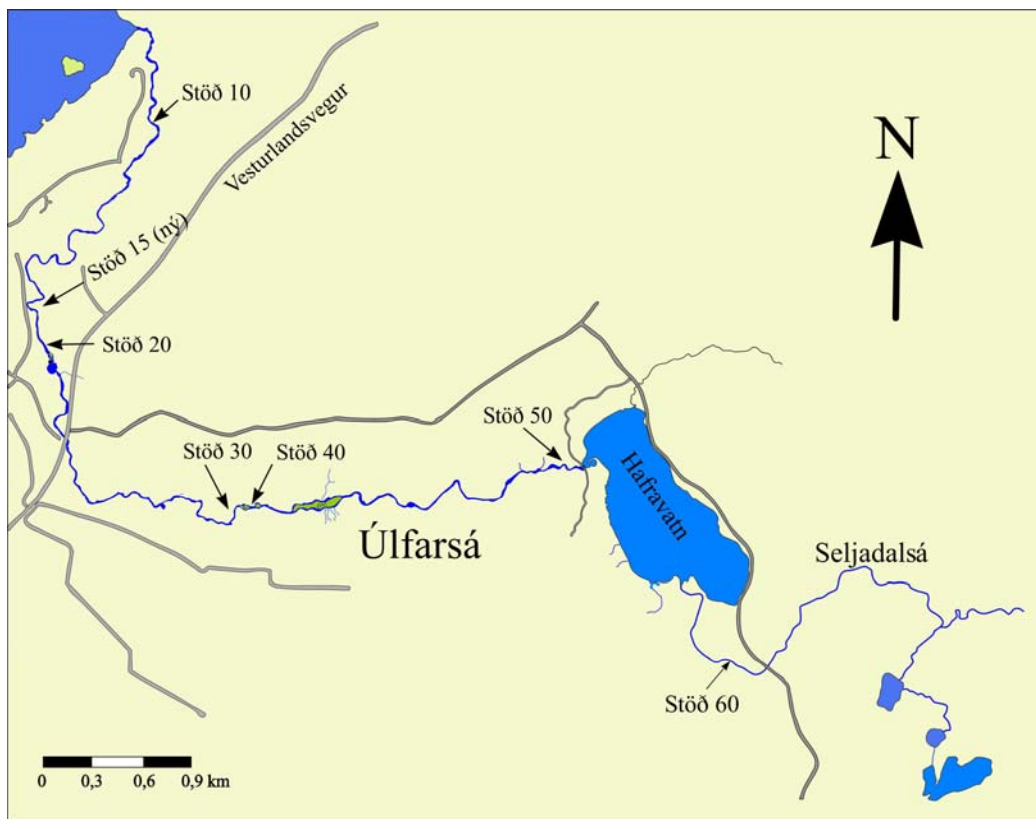 Stöð 10
Vesturlandsvegur
N
Stöð 15 (ný)
Stöð 20
Stöð 30
Stöð 40
Stöð 50
Hafravatn
Úlfarsá
Seljadalsá
Stöð 60
0 0,3 0,6 0,9 km